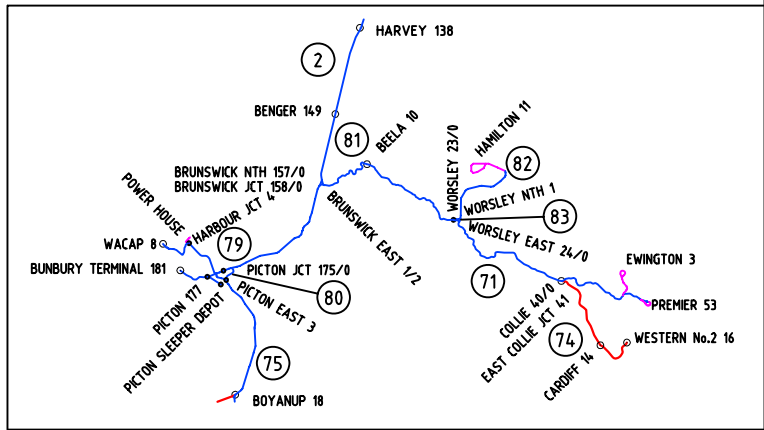 HARVEY 138
2
BENGER 149
81
BEELA 10
HAMILTON 11
WORSLEY 23/0
82
BRUNSWICK NTH 157/0
BRUNSWICK JCT 158/0
POWER HOUSE
HARBOUR JCT 4
WORSLEY NTH 1
83
BRUNSWICK EAST 1/2
WORSLEY EAST 24/0
WACAP 8
79
EWINGTON 3
BUNBURY TERMINAL 181
PICTON JCT 175/0
71
PICTON 177
PICTON EAST 3
80
COLLIE 40/0
PREMIER 53
PICTON SLEEPER DEPOT
EAST COLLIE JCT 41
74
WESTERN No.2 16
75
CARDIFF 14
BOYANUP 18